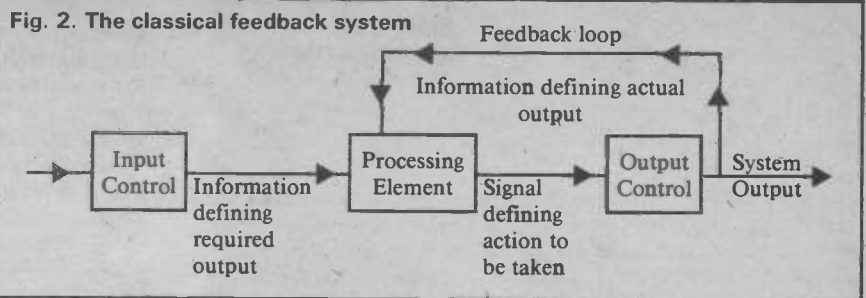 Fig. 2. The classical feedback system
Feedback loop
Information defining actual
output
Input
Control
Information
defining
required
output
Processing
Element
Signal
defining
action to
be taken
Output
Control
System
Output